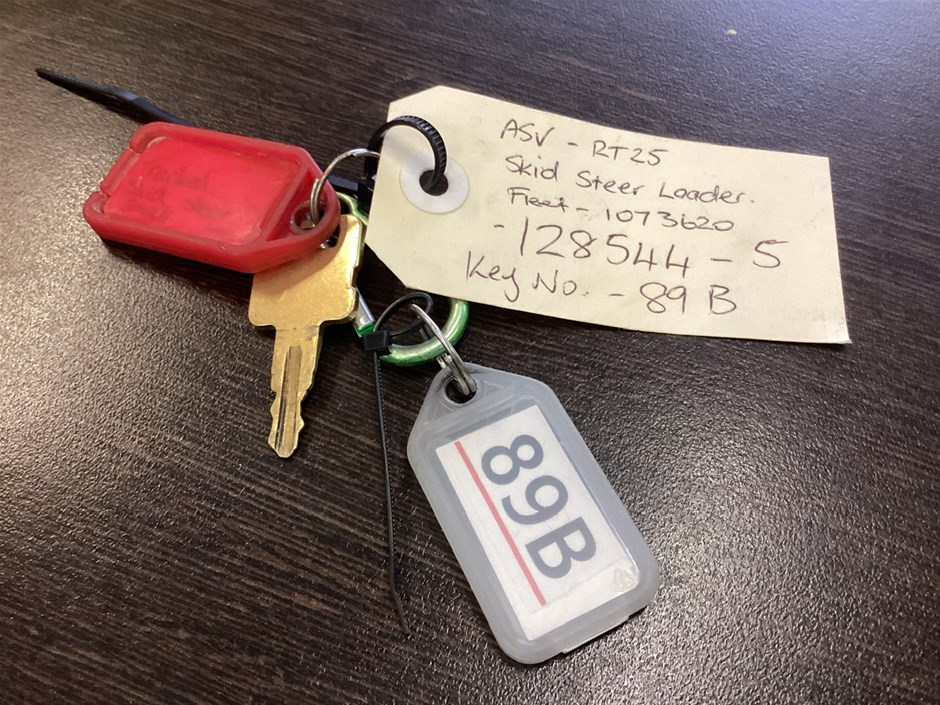 ASV - RT25
Skid Steer Loader.
Fleet - 1073620
- 128544 - 5
Key No. - 89 B
89B